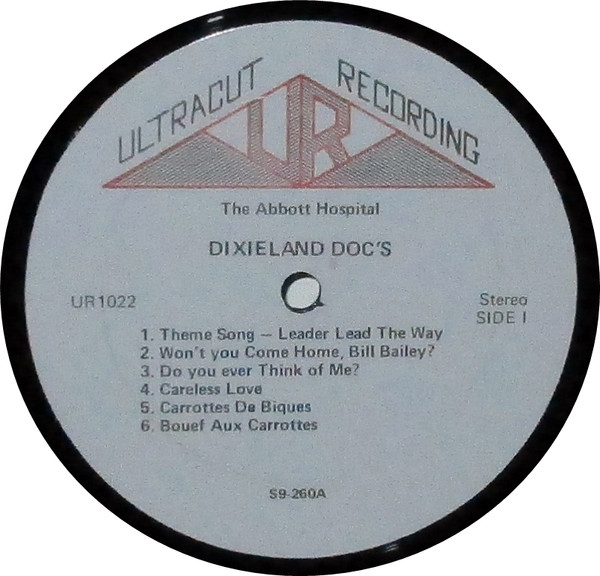 ULTRACUT RECORDING
UR
The Abbott Hospital
DIXIELAND DOC'S
UR1022
Stereo
SIDE I
1. Theme Song — Leader Lead The Way
2. Won't you Come Home, Bill Bailey?
3. Do you ever Think of Me?
4. Careless Love
5. Carrottes De Biques
6. Bouef Aux Carrottes
S9-260A